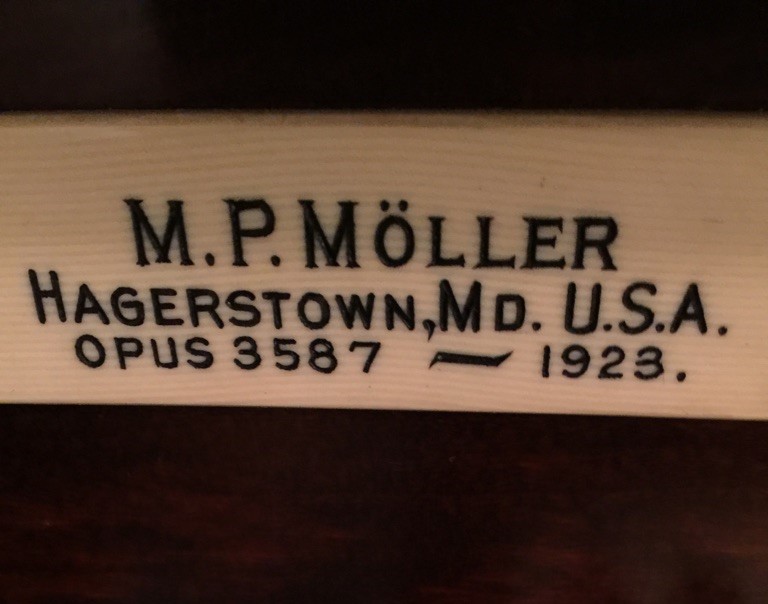 M.P. MÖLLER
HAGERSTOWN, MD. U.S.A.
OPUS 3587 — 1923.